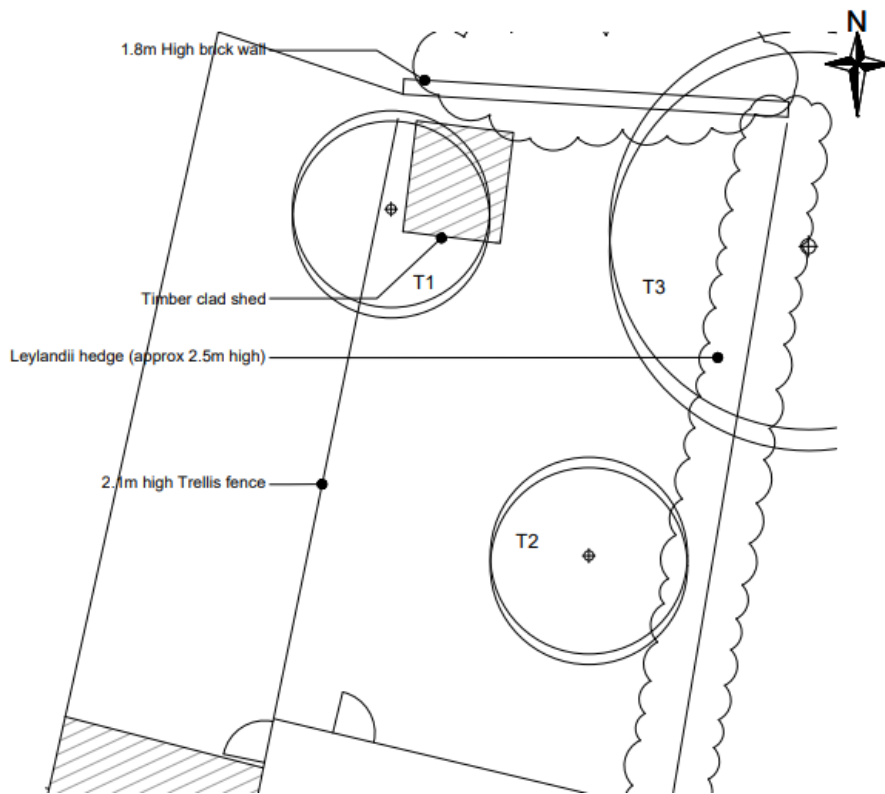 N
1.8m High brick wall
Timber clad shed
T1
T3
Leylandii hedge (approx 2.5m high)
2.1m high Trellis fence
T2